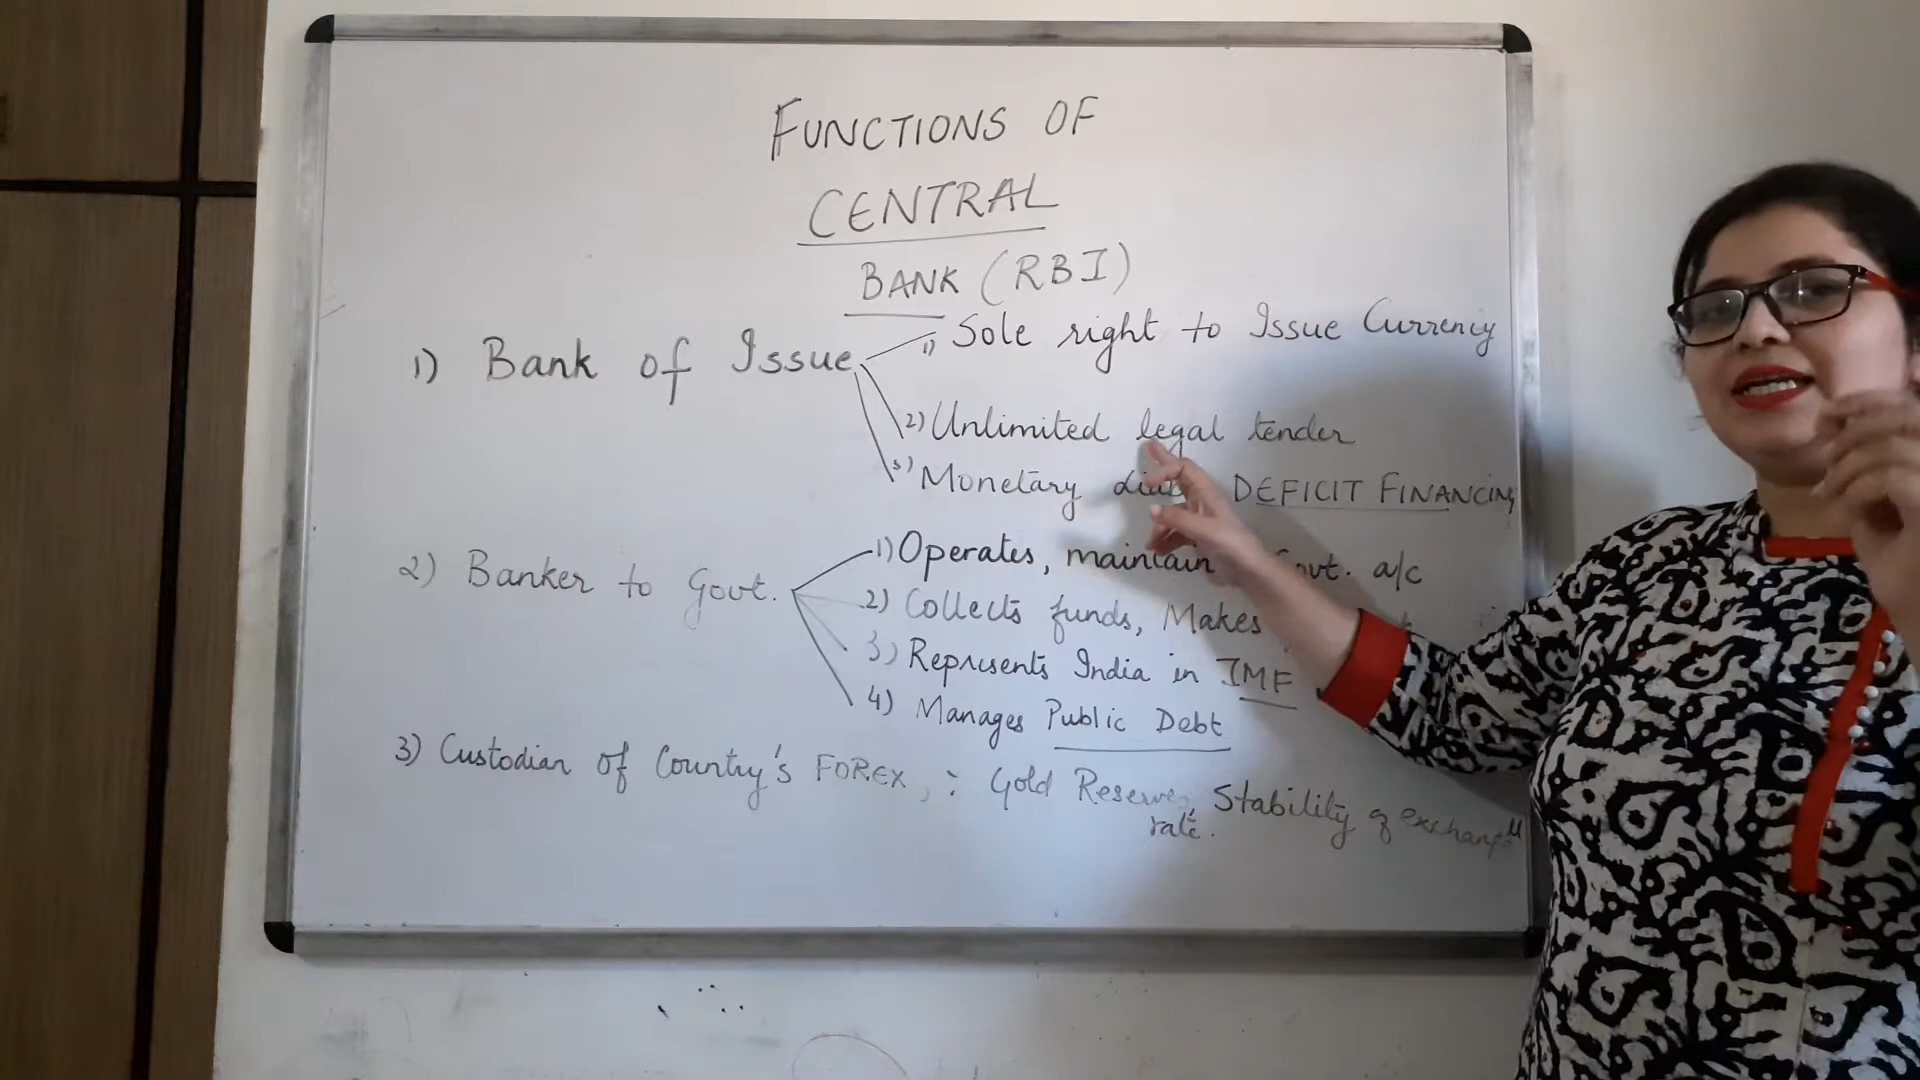 FUNCTIONS OF
CENTRAL
BANK (RBI)
1) Bank of Issue
1) Sole right to Issue Currency
2) Unlimited legal tender
3) Monetary DEFICIT FINANCING
2) Banker to Govt.
1) Operates, maintain Govt. a/c
2) Collects funds, Makes
3) Represents India in IMF
4) Manages Public Debt
3) Custodian of Country's FOREX, : Gold Reserves, Stability of exchange
rate.